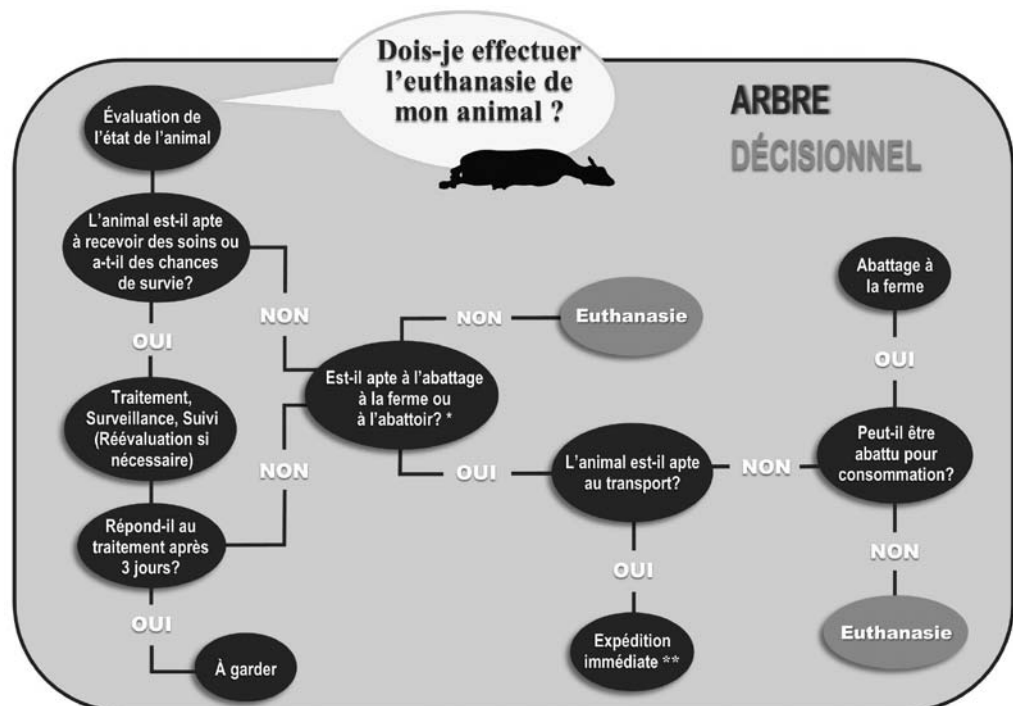 Dois-je effectuer
l'euthanasie de
mon animal ?
ARBRE
DÉCISIONNEL
Évaluation de
l'état de l'animal
L'animal est-il apte
à recevoir des soins ou
a-t-il des chances
de survie?
NON
OUI
Traitement,
Surveillance, Suivi
(Réévaluation si
nécessaire)
Répond-il au
traitement après
3 jours?
NON
OUI
À garder
Est-il apte à l'abattage
à la ferme ou
à l'abattoir? *
NON
Euthanasie
OUI
L'animal est-il apte
au transport?
OUI
Expédition
immédiate **
NON
Peut-il être
abattu pour
consommation?
OUI
Abattage à
la ferme
NON
Euthanasie